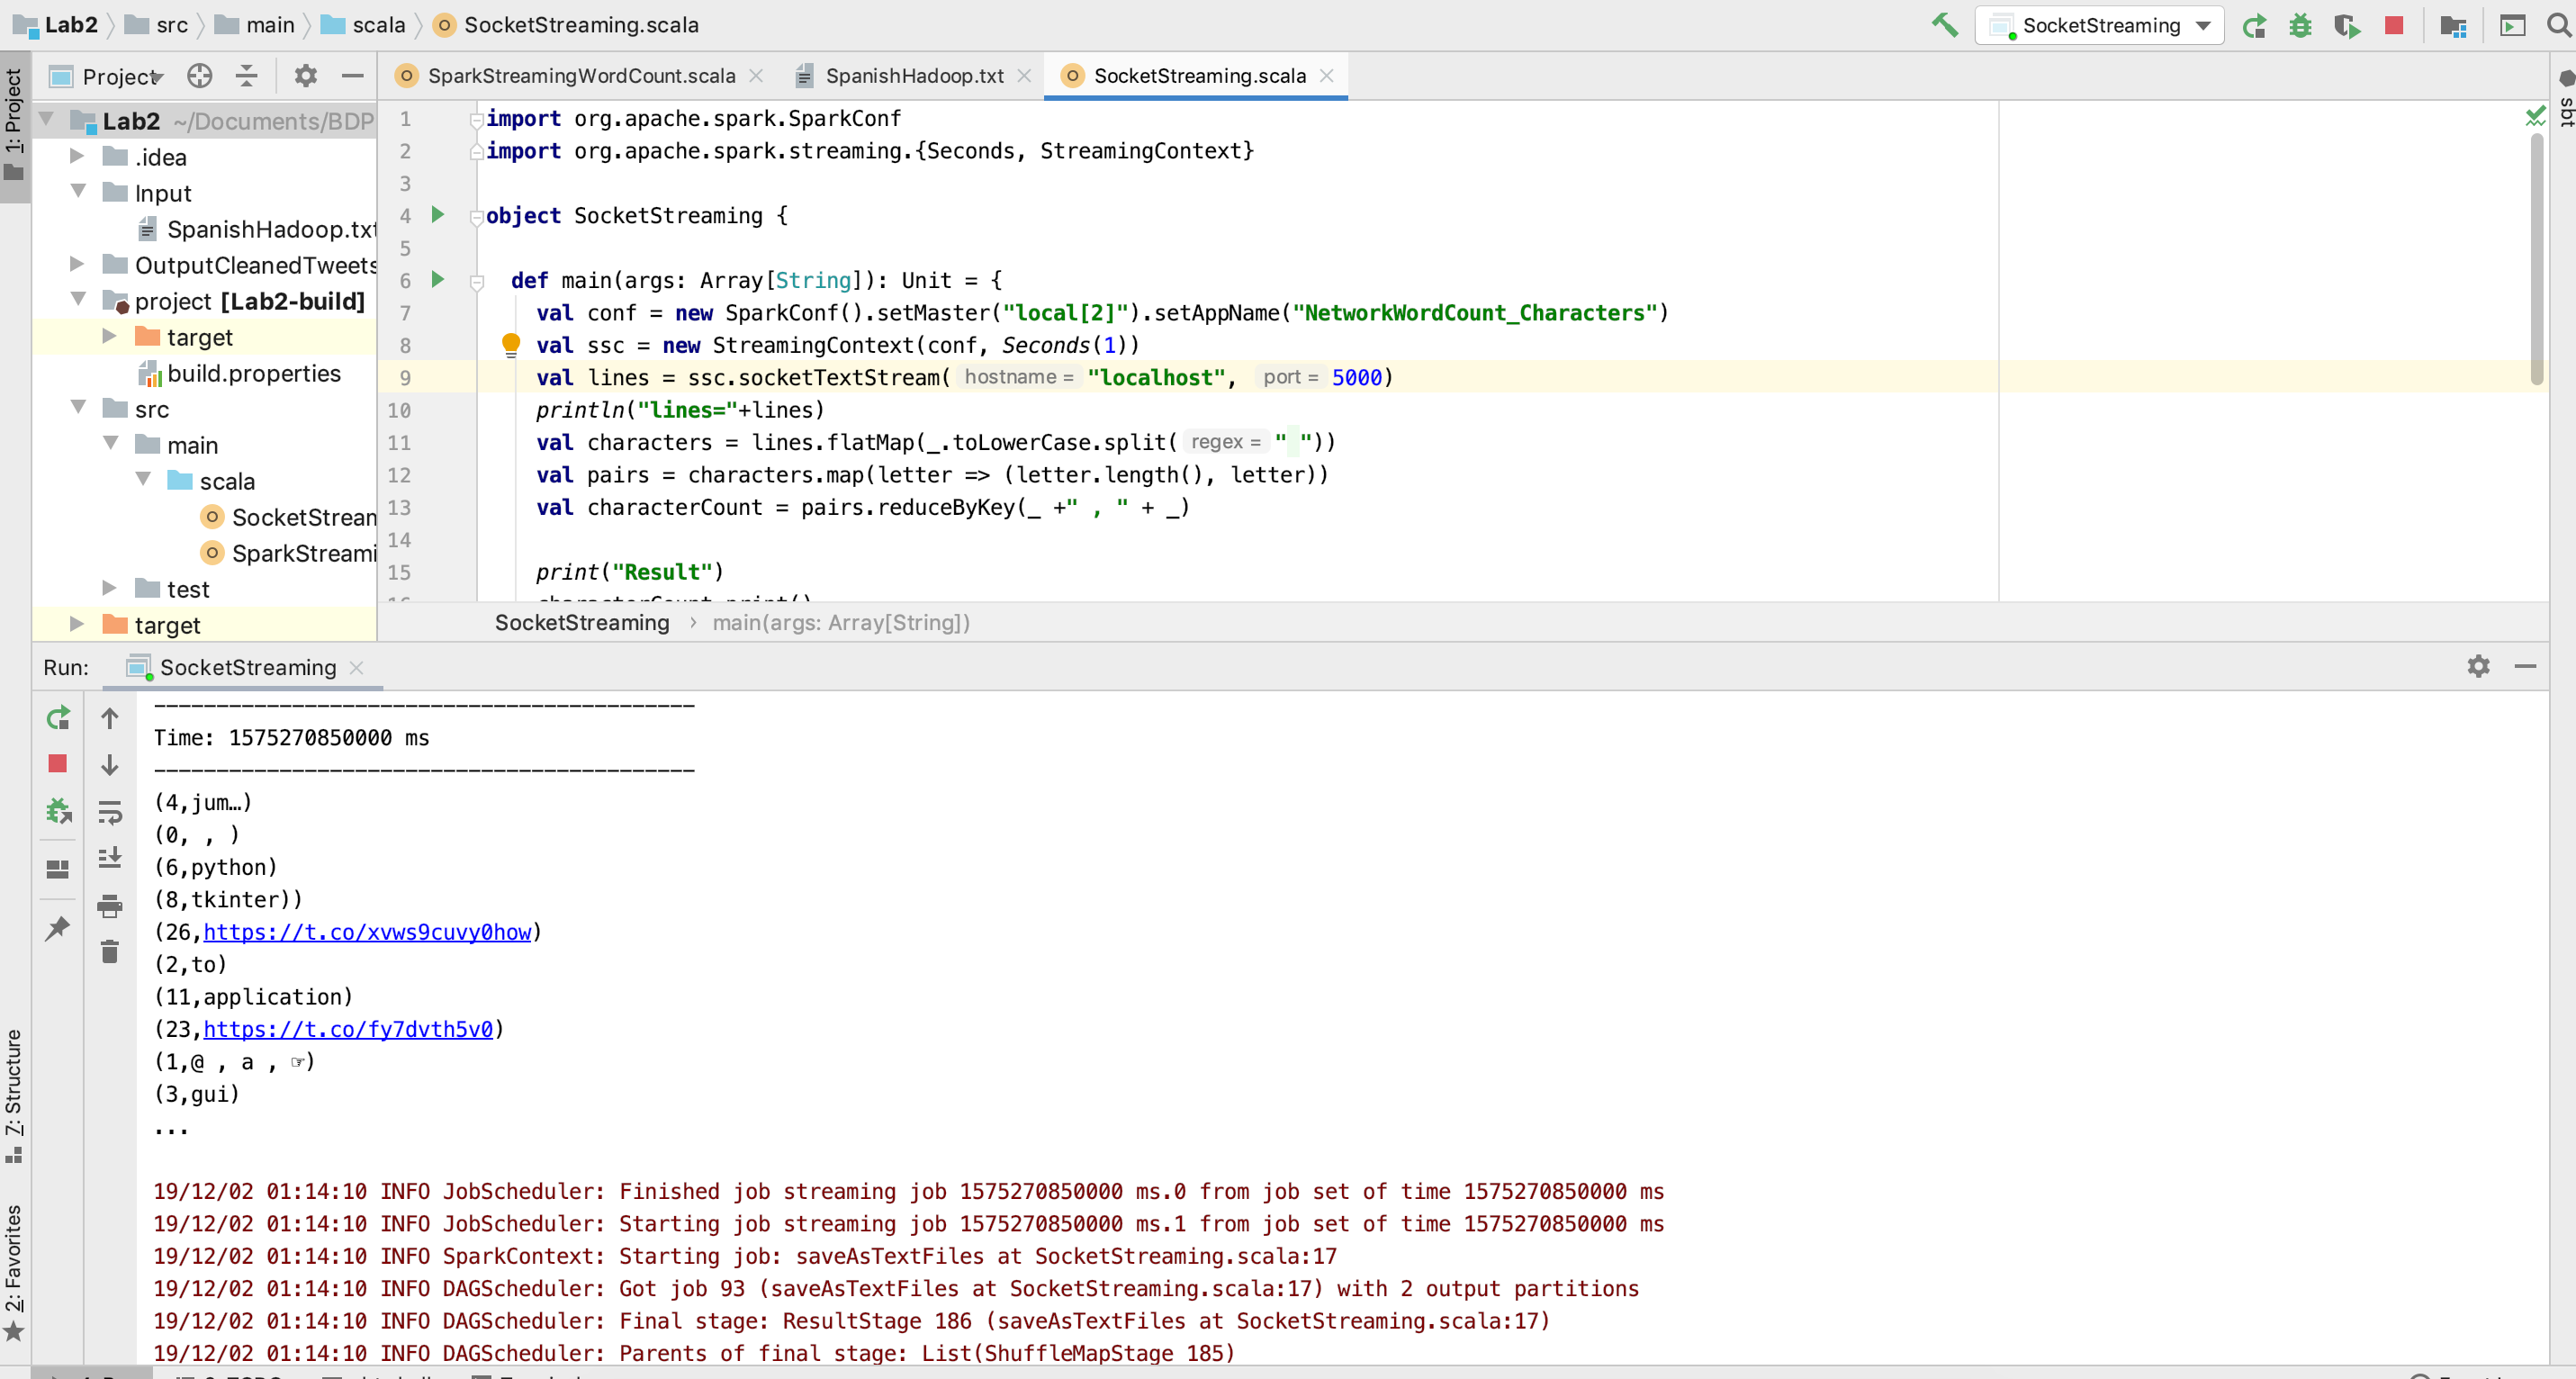 Lab2 src main scala SocketStreaming.scala SocketStreaming
Project
SparkStreamingWordCount.scala SpanishHadoop.txt SocketStreaming.scala
1: Project
sbt
Lab2 ~/Documents/BDP
.idea
Input
SpanishHadoop.txt
OutputCleanedTweets
project [Lab2-build]
target
build.properties
src
main
scala
SocketStream
SparkStreami
test
target
1 import org.apache.spark.SparkConf
2 import org.apache.spark.streaming.{Seconds, StreamingContext}
3
4 object SocketStreaming {
5
6 def main(args: Array[String]): Unit = {
7 val conf = new SparkConf().setMaster("local[2]").setAppName("NetworkWordCount_Characters")
8 val ssc = new StreamingContext(conf, Seconds(1))
9 val lines = ssc.socketTextStream( hostname = "localhost", port = 5000)
10 println("lines="+lines)
11 val characters = lines.flatMap(_.toLowerCase.split( regex = " "))
12 val pairs = characters.map(letter => (letter.length(), letter))
13 val characterCount = pairs.reduceByKey(_ +" , " + _)
14
15 print("Result")
16 characterCount.print()
SocketStreaming › main(args: Array[String])
Run: SocketStreaming
-------------------------------------------
Time: 1575270850000 ms
-------------------------------------------
(4,jum…)
(0, , )
(6,python)
(8,tkinter))
(26,https://t.co/xvws9cuvy0how)
(2,to)
(11,application)
(23,https://t.co/fy7dvth5v0)
(1,@ , a , ☞)
(3,gui)
...
19/12/02 01:14:10 INFO JobScheduler: Finished job streaming job 1575270850000 ms.0 from job set of time 1575270850000 ms
19/12/02 01:14:10 INFO JobScheduler: Starting job streaming job 1575270850000 ms.1 from job set of time 1575270850000 ms
19/12/02 01:14:10 INFO SparkContext: Starting job: saveAsTextFiles at SocketStreaming.scala:17
19/12/02 01:14:10 INFO DAGScheduler: Got job 93 (saveAsTextFiles at SocketStreaming.scala:17) with 2 output partitions
19/12/02 01:14:10 INFO DAGScheduler: Final stage: ResultStage 186 (saveAsTextFiles at SocketStreaming.scala:17)
19/12/02 01:14:10 INFO DAGScheduler: Parents of final stage: List(ShuffleMapStage 185)
7: Structure
2: Favorites